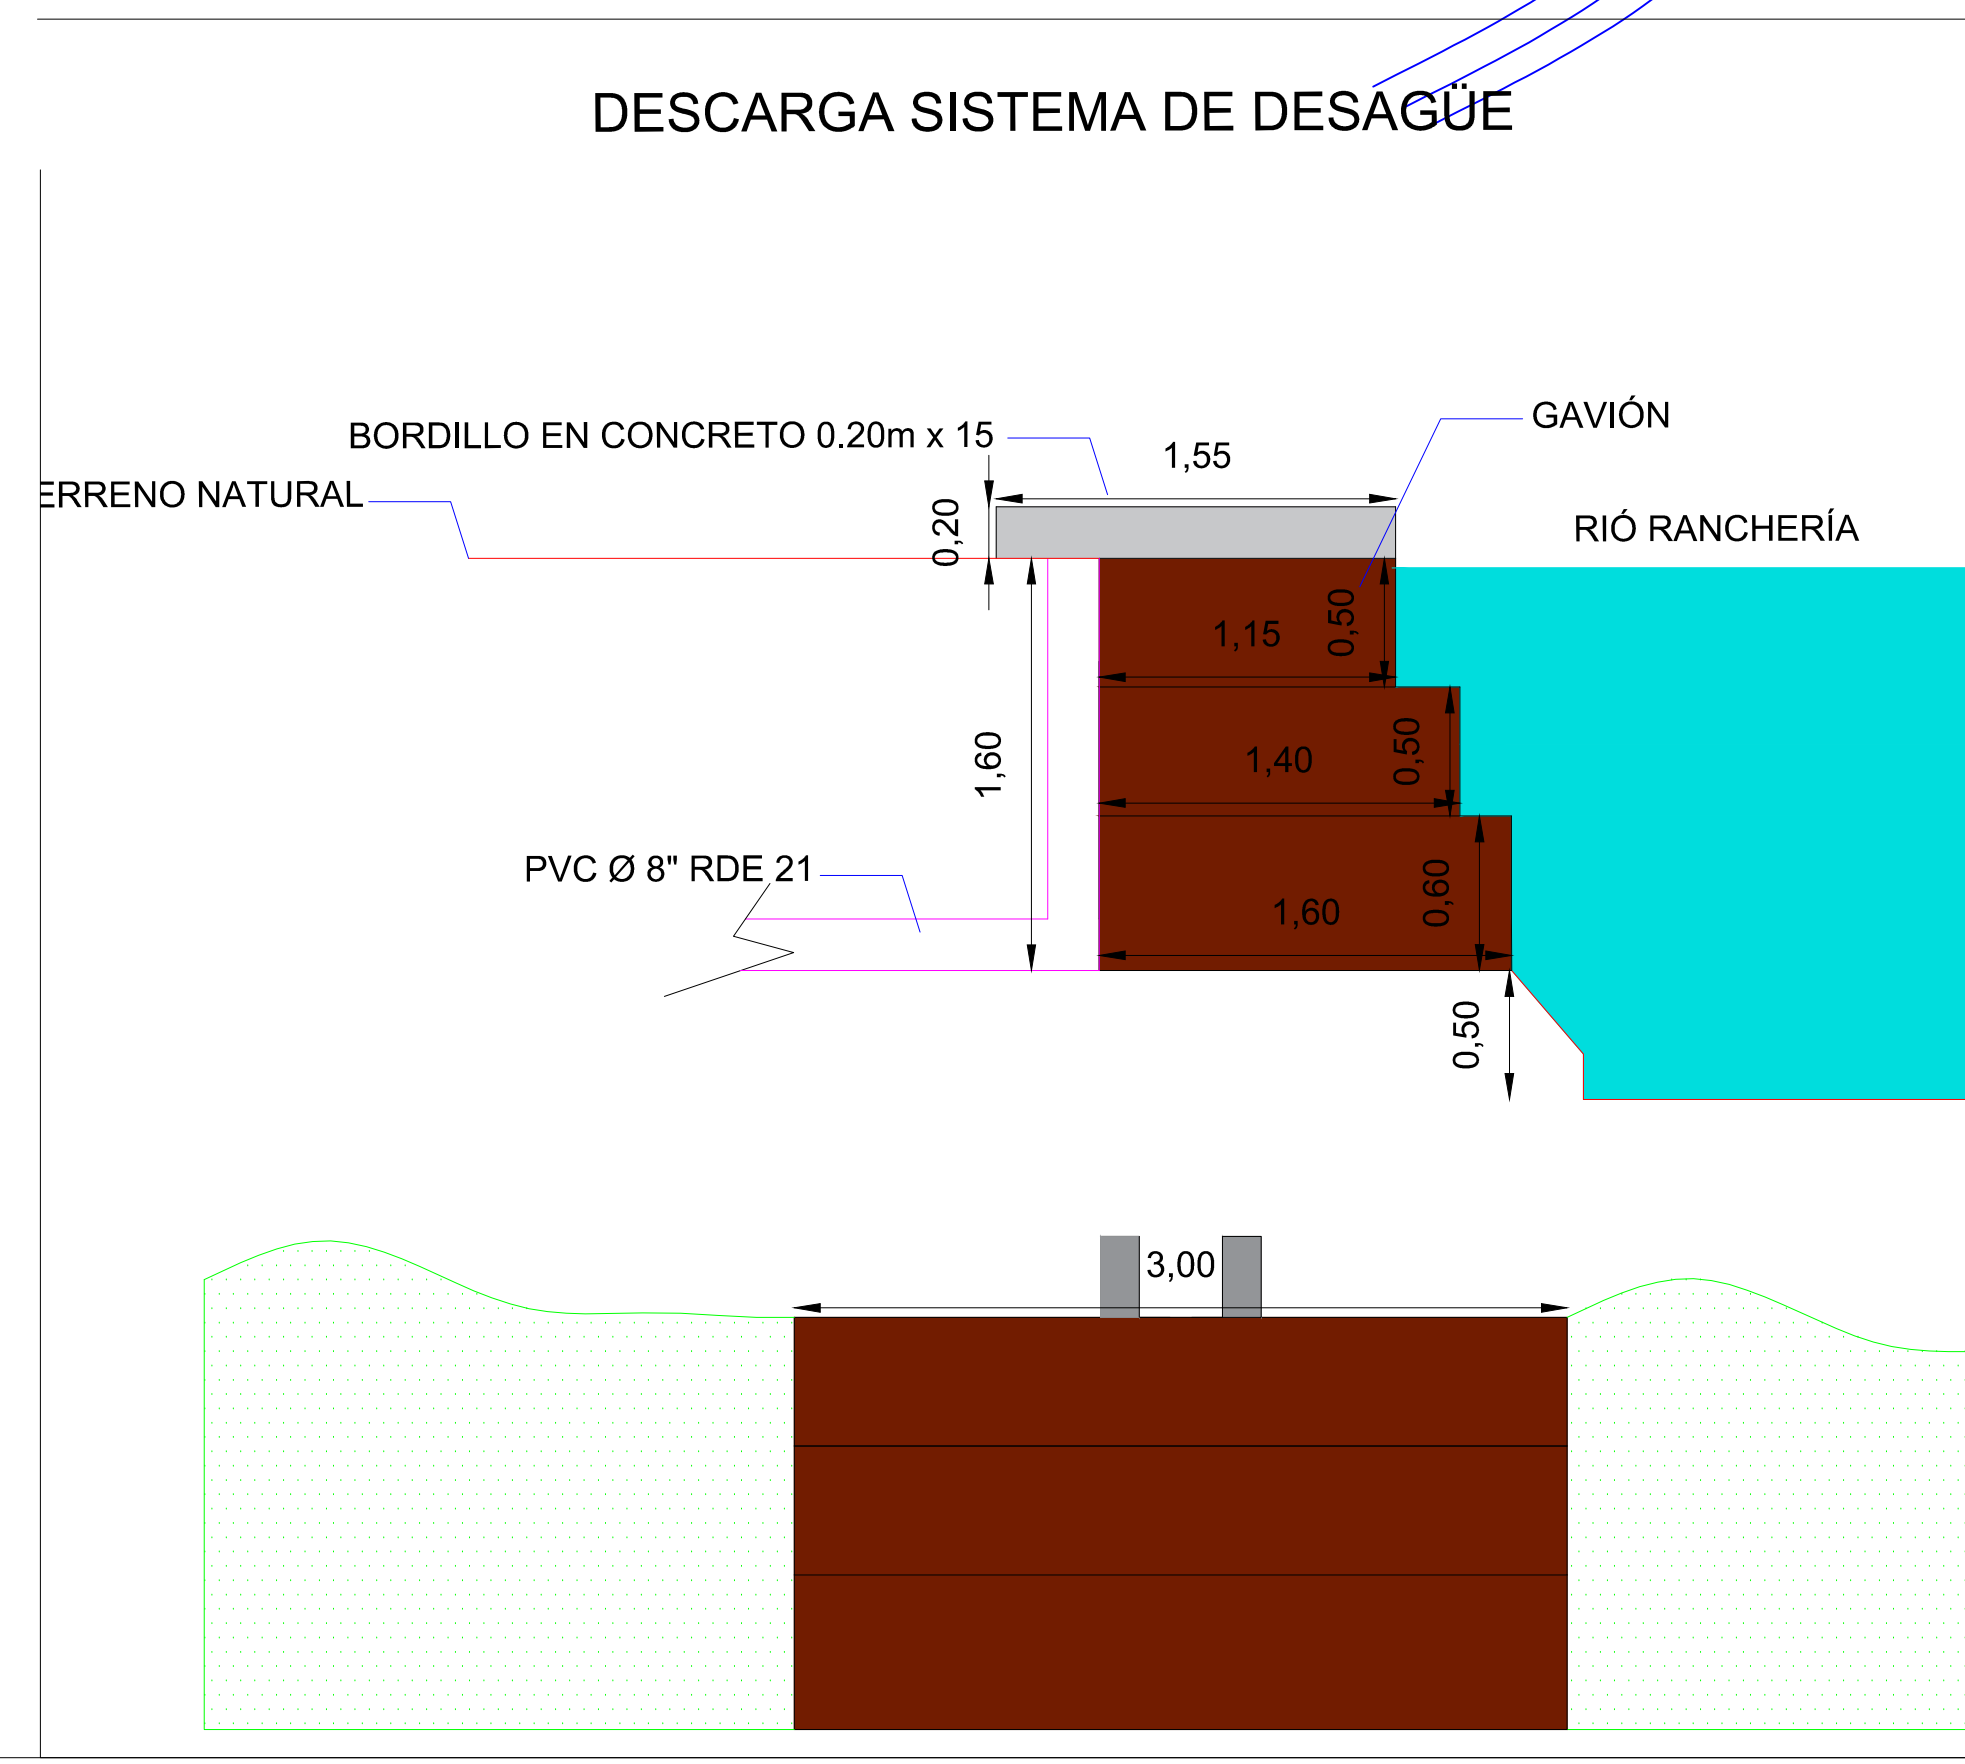 DESCARGA SISTEMA DE DESAGÜE
GAVIÓN
BORDILLO EN CONCRETO 0.20m x 15
1,55
ERRENO NATURAL
0,20
RIÓ RANCHERÍA
1,15
0,50
1,60
1,40
0,50
PVC Ø 8" RDE 21
1,60
0,60
0,50
3,00